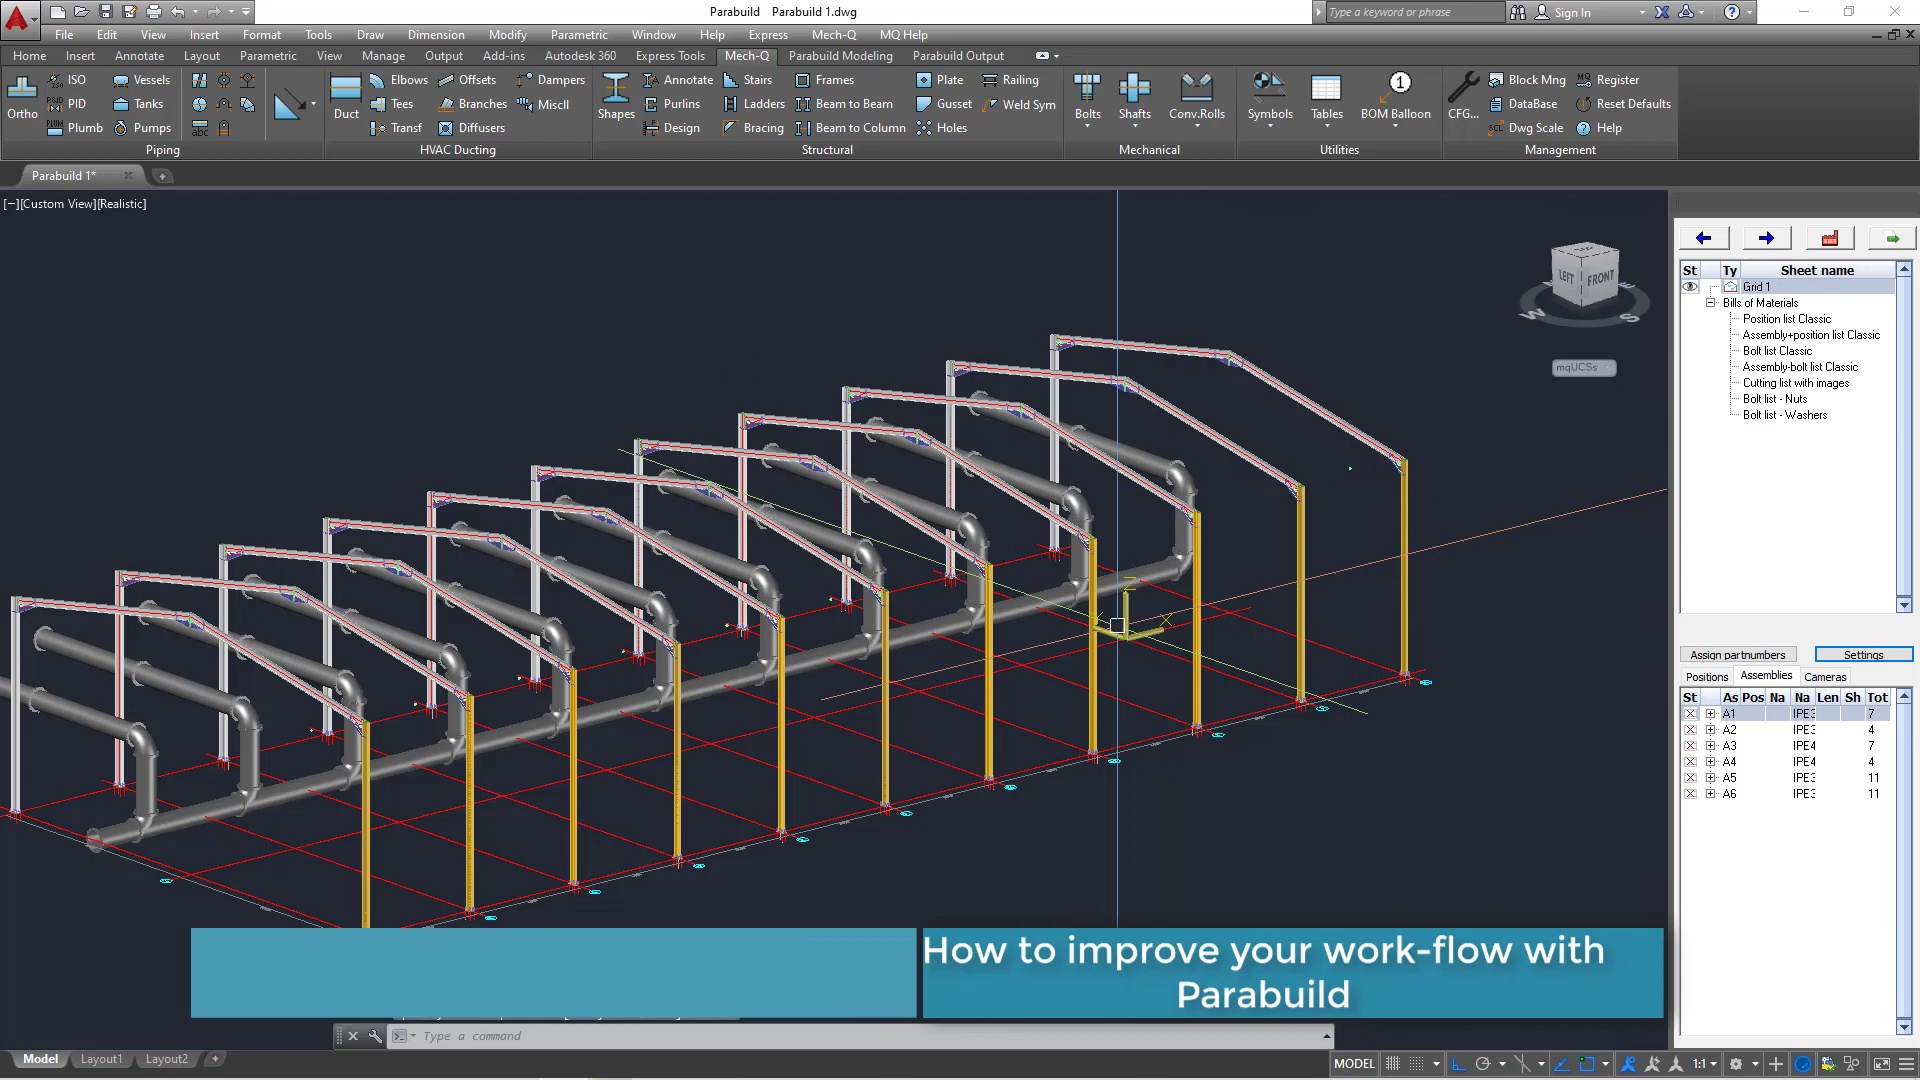 Parabuild Parabuild 1.dwg
Type a keyword or phrase
Sign In
File Edit View Insert Format Tools Draw Dimension Modify Parametric Window Help Express Mech-Q MQ Help
Home Insert Annotate Layout Parametric View Manage Output Add-ins Autodesk 360 Express Tools Mech-Q Parabuild Modeling Parabuild Output
ISO Vessels Elbows Offsets Dampers Annotate Stairs Frames Plate Railing Block Mng Register
Ortho PID Tanks Duct Tees Branches Miscll Shapes Purlins Ladders Beam to Beam Gusset Weld Sym Bolts Shafts Conv.Rolls Symbols Tables BOM Balloon CFG... DataBase Reset Defaults
Plumb Pumps Transf Diffusers Design Bracing Beam to Column Holes Dwg Scale Help
Piping HVAC Ducting Structural Mechanical Utilities Management
Parabuild 1*
[−][Custom View][Realistic]
TOP
LEFT FRONT
W S
mqUCSs
St Ty Sheet name
Grid 1
Bills of Materials
Position list Classic
Assembly+position list Classic
Bolt list Classic
Assembly-bolt list Classic
Cutting list with images
Bolt list - Nuts
Bolt list - Washers
Z
X
Assign partnumbers Settings
Positions Assemblies Cameras
St As Pos Na Na Len Sh Tot
A1 IPE3 7
A2 IPE3 4
A3 IPE4 7
A4 IPE4 4
A5 IPE3 11
A6 IPE3 11
How to improve your work-flow with
Parabuild
Type a command
Model Layout1 Layout2
MODEL 1:1